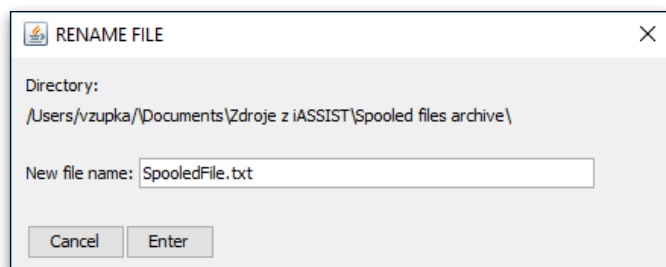 RENAME FILE
Directory:
/Users/vzupka/\Documents\Zdroje z iASSIST\Spooled files archive\
New file name: SpooledFile.txt
Cancel Enter